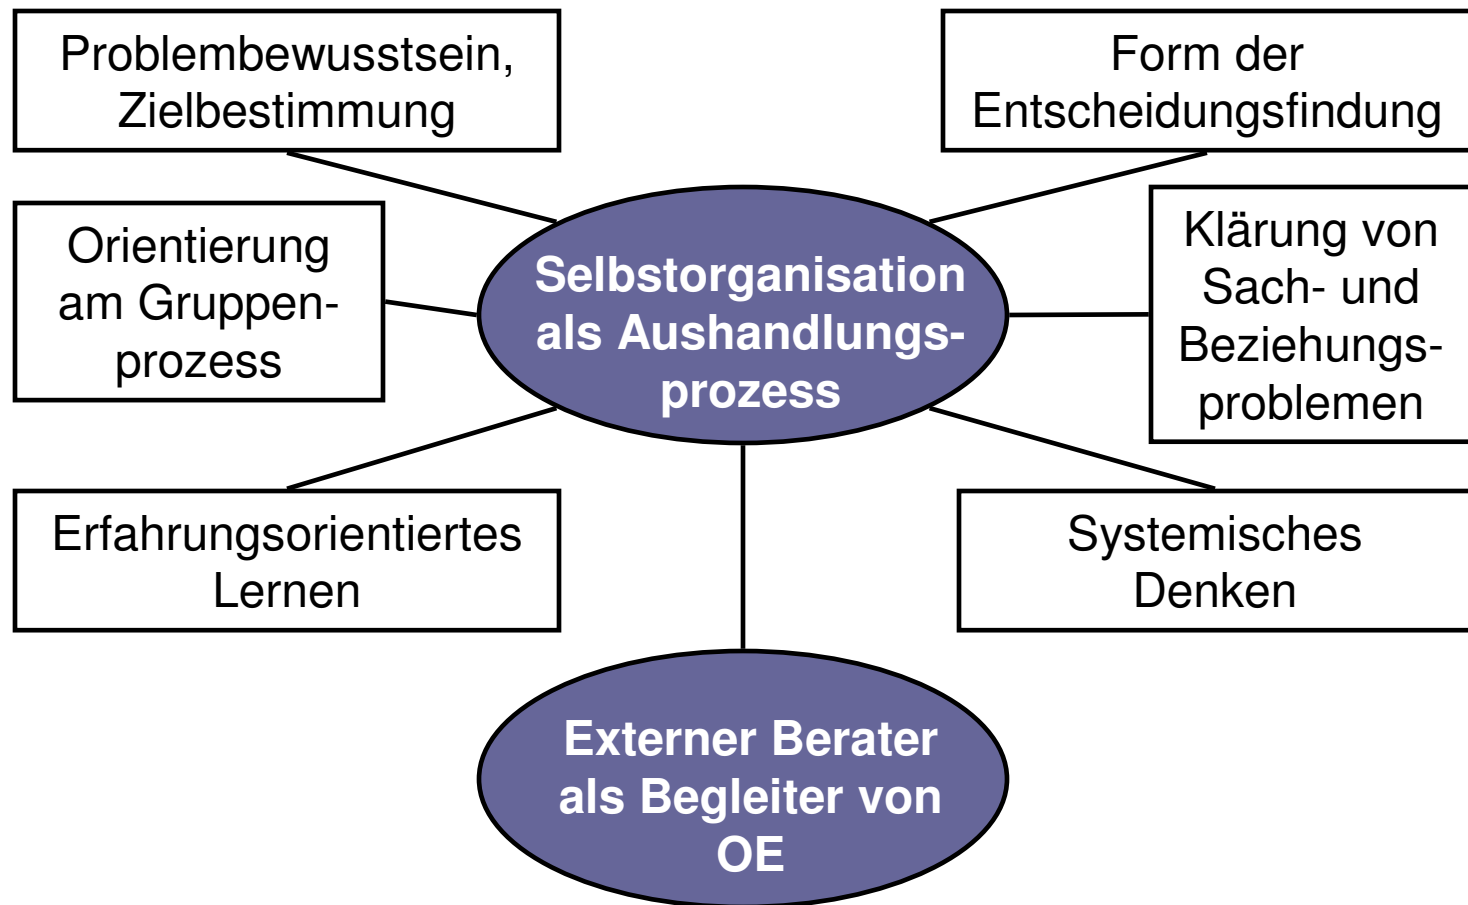 Problembewusstsein,
Zielbestimmung
Form der
Entscheidungsfindung
Orientierung
am Gruppen-
prozess
Selbstorganisation
als Aushandlungs-
prozess
Klärung von
Sach- und
Beziehungs-
problemen
Erfahrungsorientiertes
Lernen
Systemisches
Denken
Externer Berater
als Begleiter von
OE